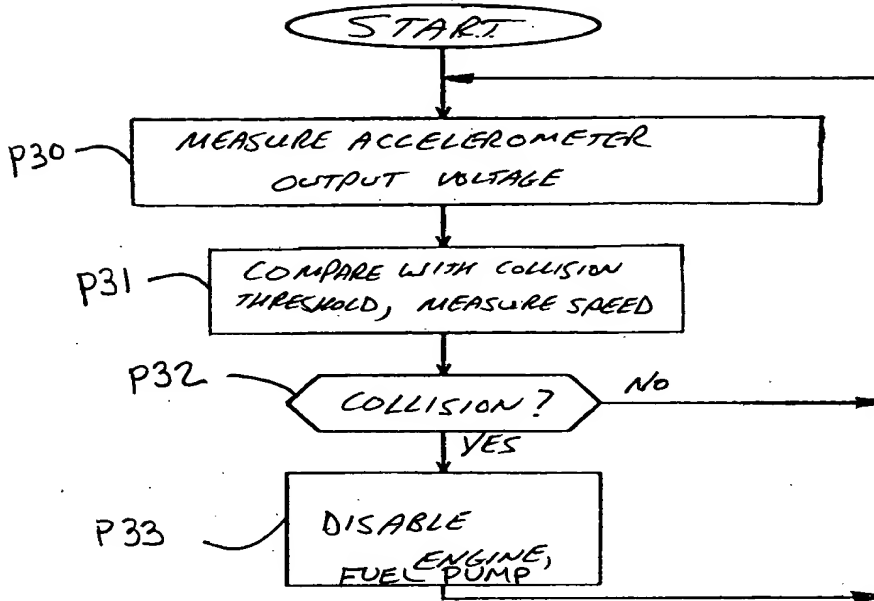 START
P30
MEASURE ACCELEROMETER
OUTPUT VOLTAGE
P31
COMPARE WITH COLLISION
THRESHOLD, MEASURE SPEED
P32
COLLISION?
NO
YES
P33
DISABLE
ENGINE,
FUEL PUMP